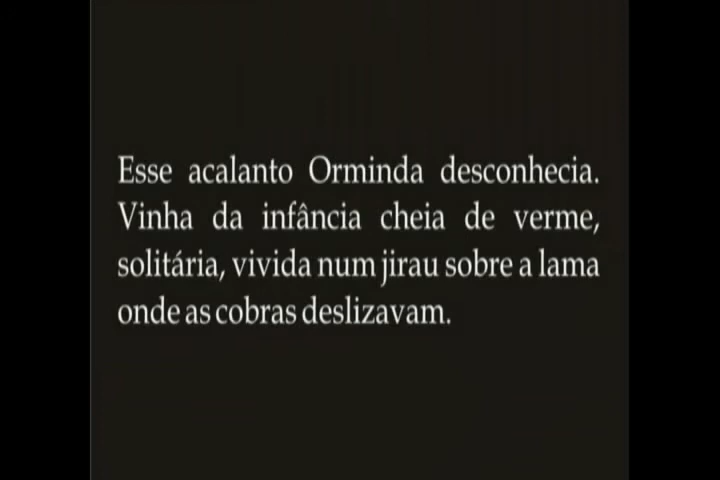 Esse acalanto Orminda desconhecia.
Vinha da infância cheia de verme,
solitária, vivida num jirau sobre a lama
onde as cobras deslizavam.